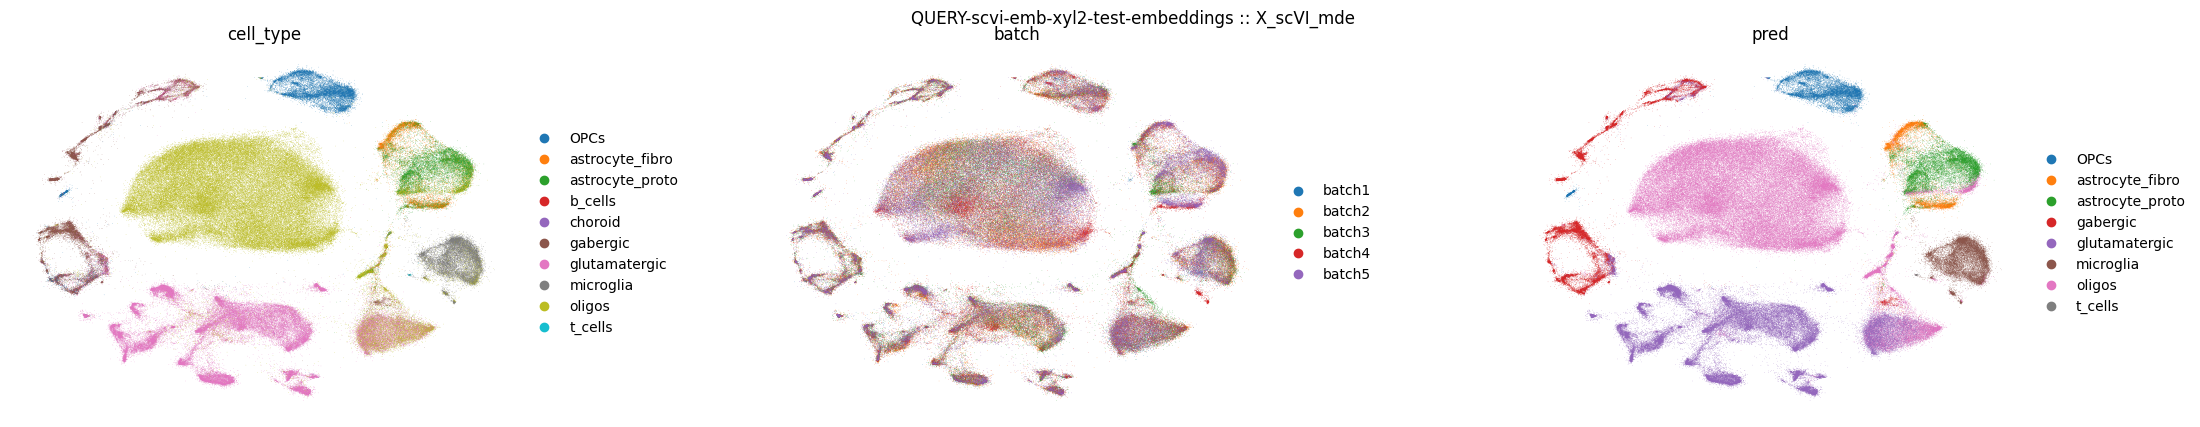 QUERY-scvi-emb-xyl2-test-embeddings :: X_scVI_mde
cell_type
OPCs
astrocyte_fibro
astrocyte_proto
b_cells
choroid
gabergic
glutamatergic
microglia
oligos
t_cells
batch
batch1
batch2
batch3
batch4
batch5
pred
OPCs
astrocyte_fibro
astrocyte_proto
gabergic
glutamatergic
microglia
oligos
t_cells